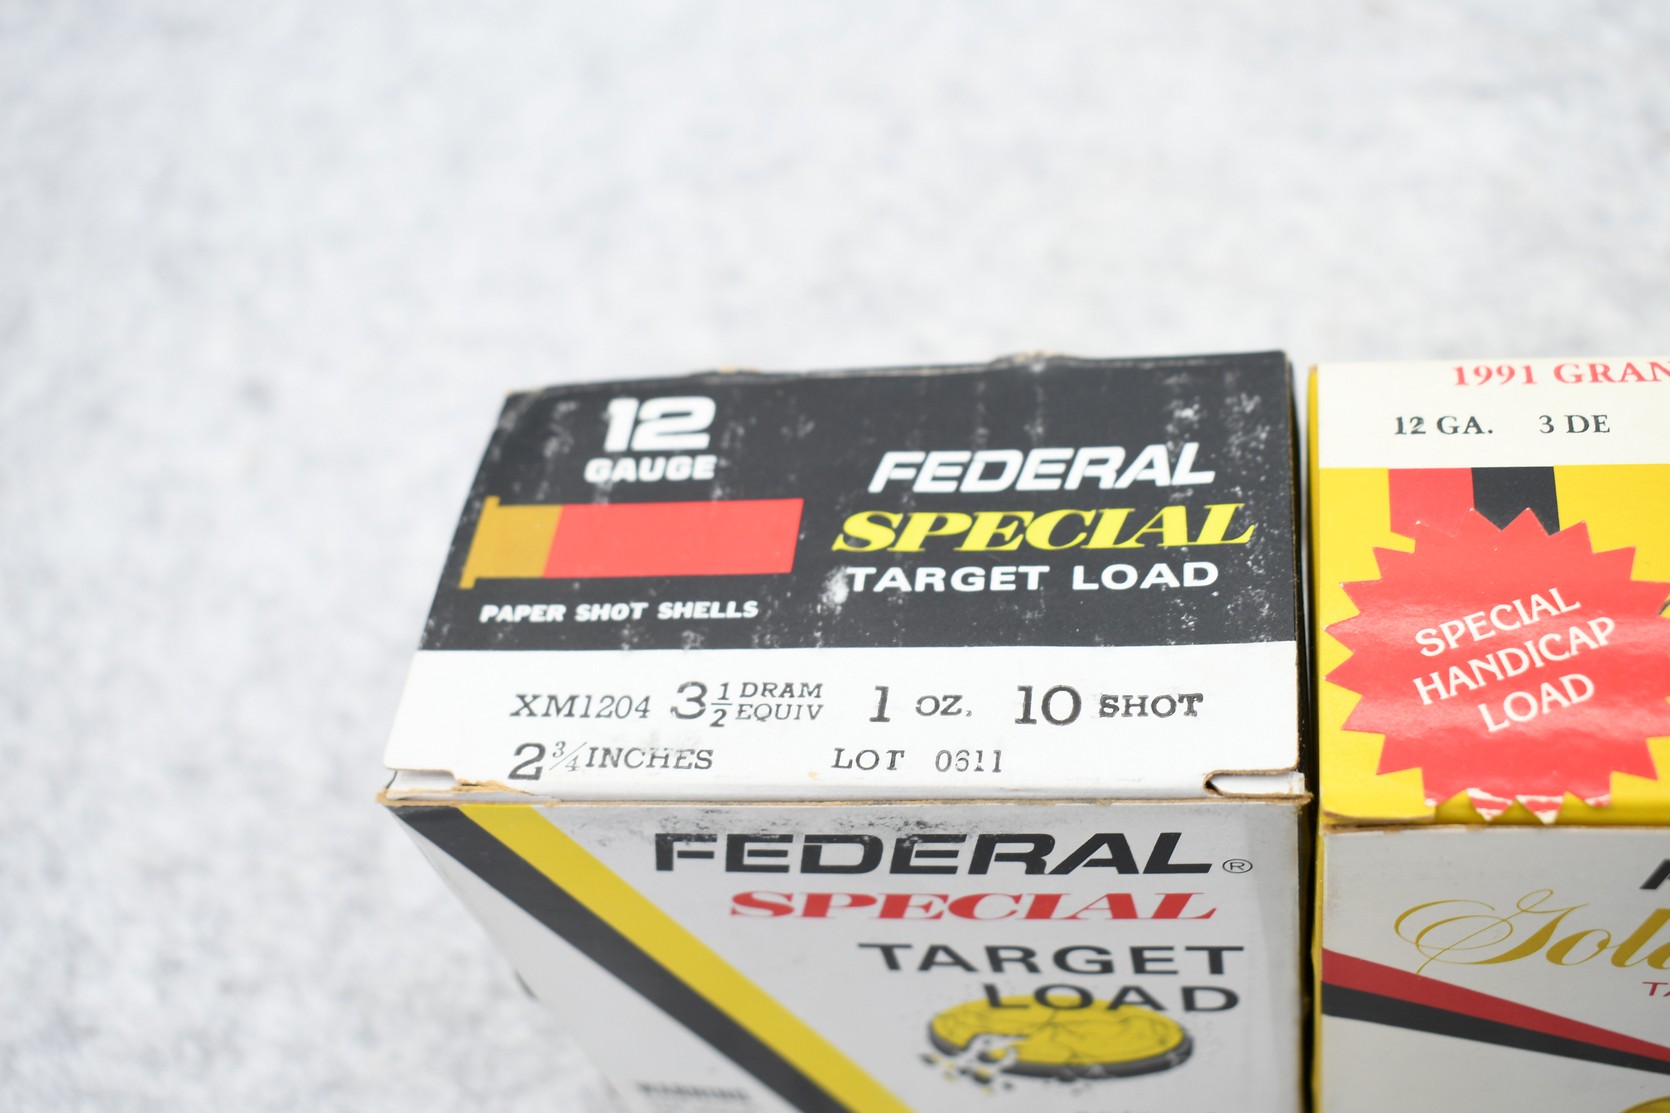 12
GAUGE
FEDERAL
SPECIAL
TARGET LOAD
PAPER SHOT SHELLS
XM1204 3 1/2 DRAM EQUIV 1 OZ. 10 SHOT
2 3/4 INCHES LOT 0611
FEDERAL®
SPECIAL
TARGET
LOAD
WARNING
1991 GRAN
12 GA. 3 DE
SPECIAL
HANDICAP
LOAD
Gold